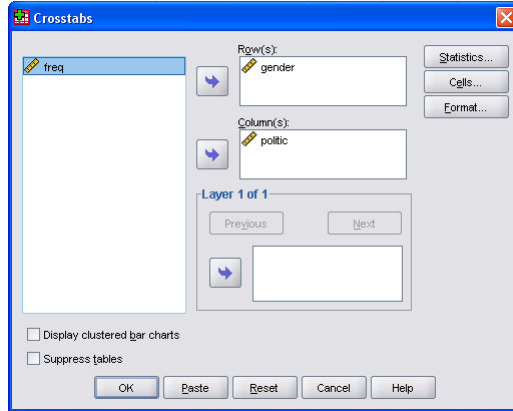 Crosstabs
freq
Row(s):
gender
Column(s):
politic
Layer 1 of 1
Previous
Next
Statistics...
Cells...
Format...
Display clustered bar charts
Suppress tables
OK
Paste
Reset
Cancel
Help